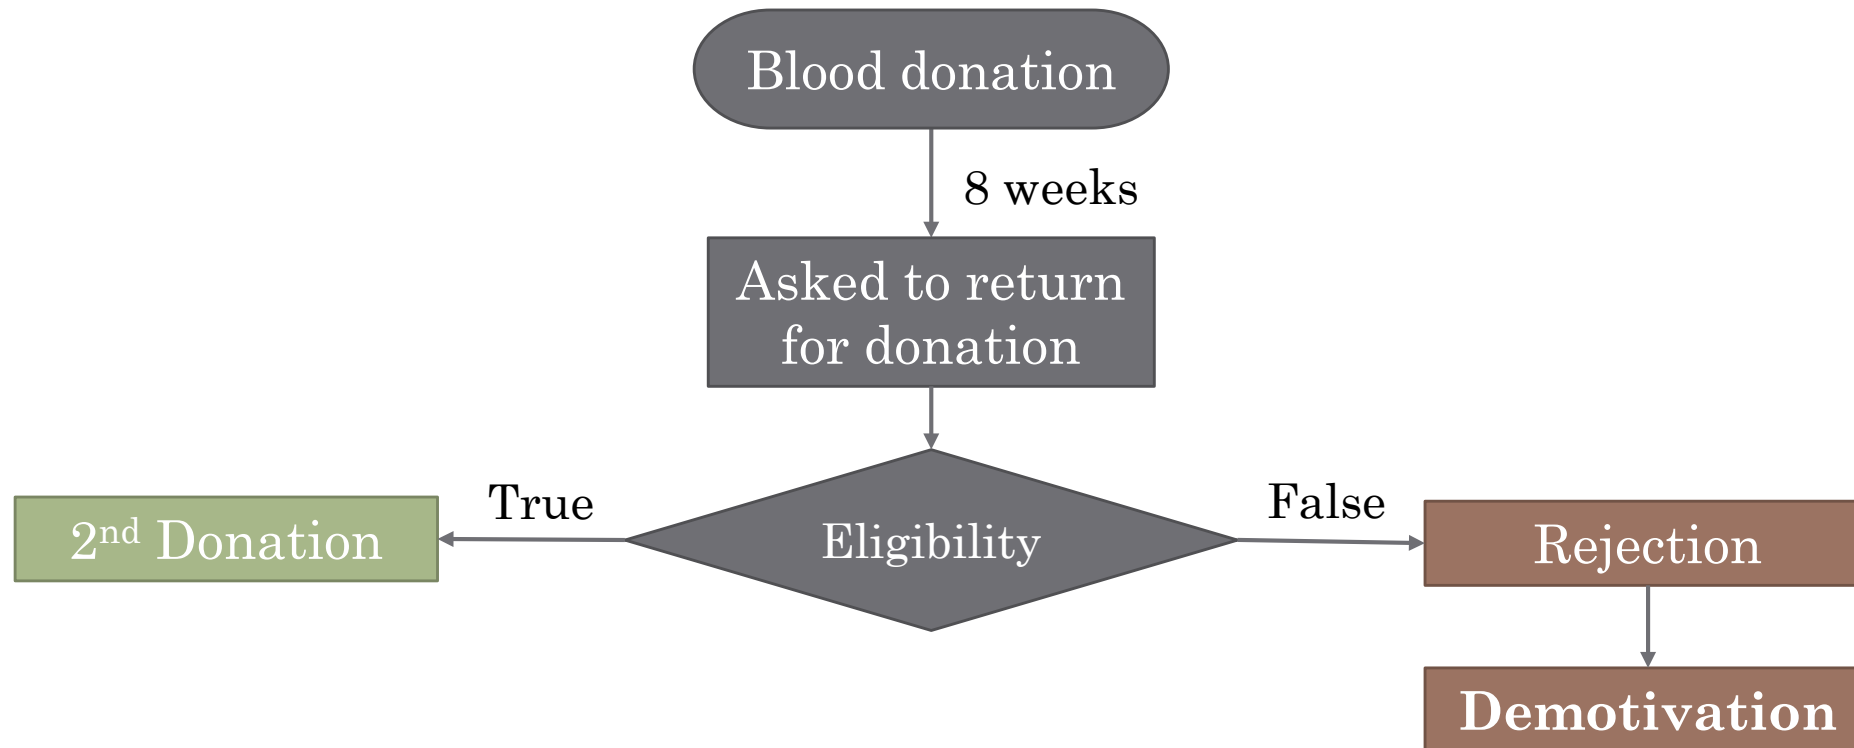 Blood donation
8 weeks
Asked to return
for donation
True
False
2nd Donation
Eligibility
Rejection
Demotivation